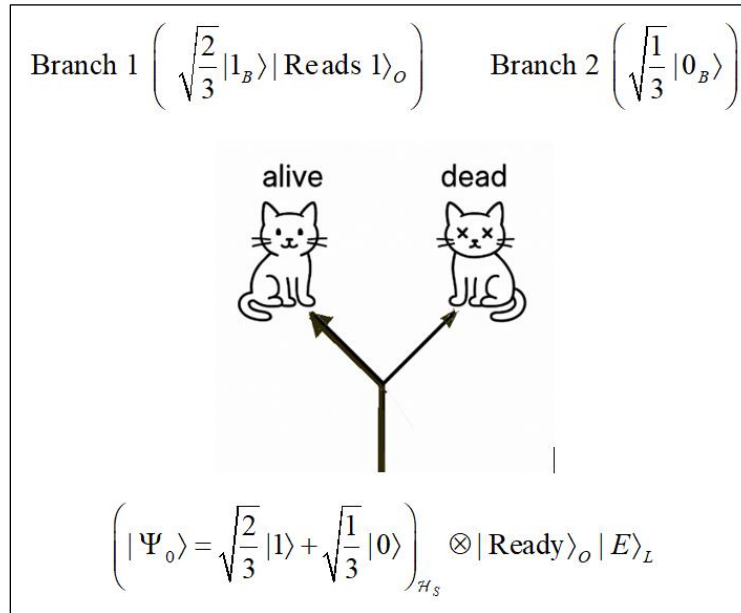 Branch 1 ( √(2/3) |1_B⟩| Reads 1⟩_O ) Branch 2 ( √(1/3) |0_B⟩ )
alive dead
( | Ψ_0⟩ = √(2/3) |1⟩ + √(1/3) |0⟩ )_{ℋ_S} ⊗| Ready⟩_O | E⟩_L